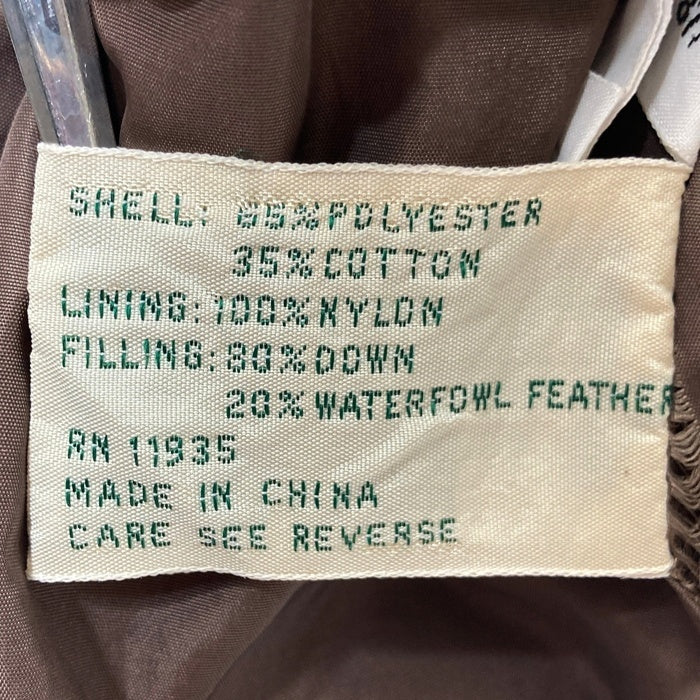 SHELL: 65%POLYESTER
35%COTTON
LINING:100%NYLON
FILLING:80%DOWN
20%WATERFOWL FEATHER
RN 11935
MADE IN CHINA
CARE SEE REVERSE